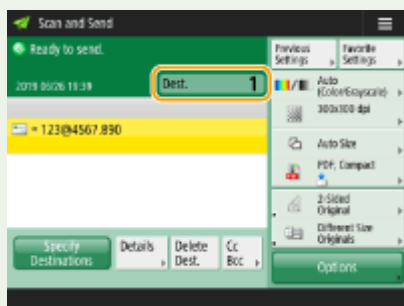 Scan and Send
Ready to send.
2019 06/26 11:39
Dest. 1
= 123@4567.890
Specify
Destinations
Details
Delete
Dest.
Cc
Bcc
Previous
Settings
Favorite
Settings
Auto
(Color/Grayscale)
300x300 dpi
Auto Size
PDF, Compact
2-Sided
Original
Different Size
Originals
Options